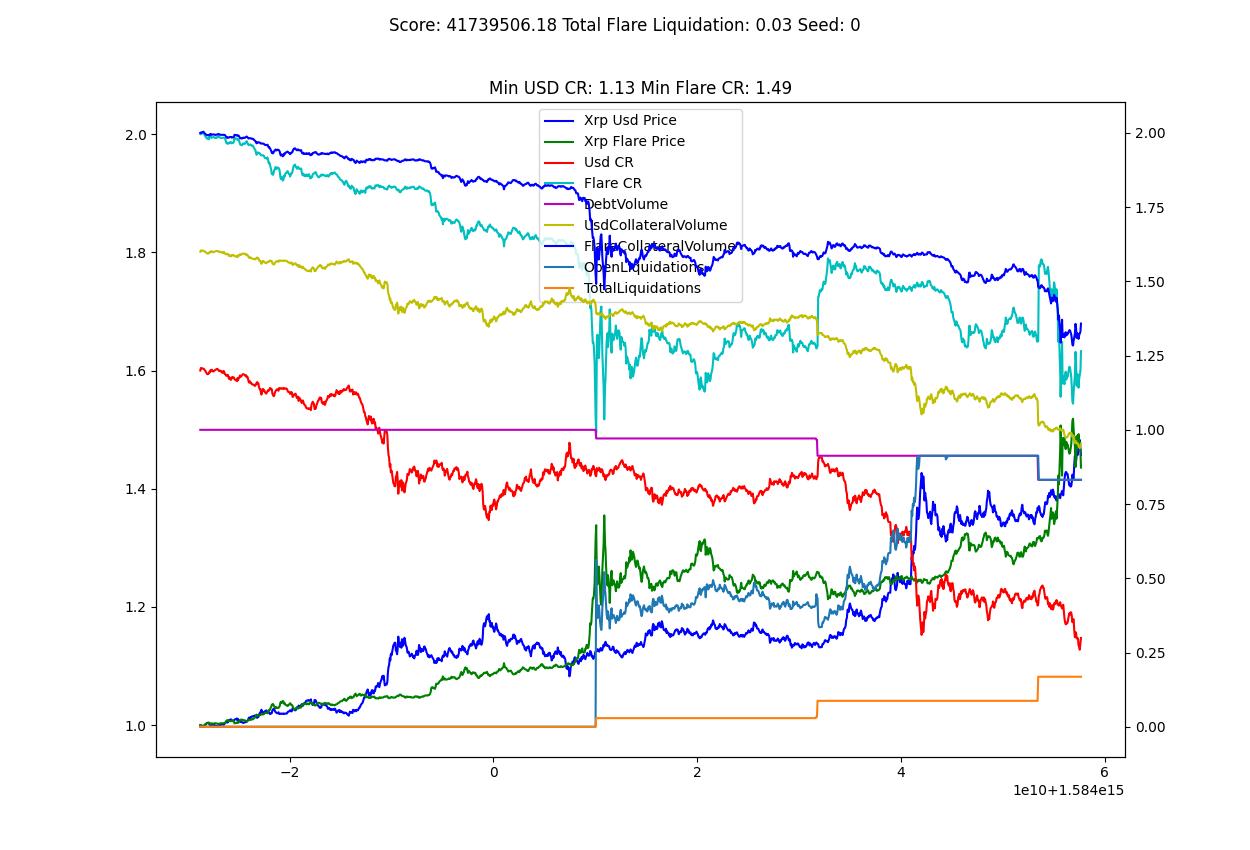 Score: 41739506.18 Total Flare Liquidation: 0.03 Seed: 0
Min USD CR: 1.13 Min Flare CR: 1.49
Xrp Usd Price
Xrp Flare Price
Usd CR
Flare CR
DebtVolume
UsdCollateralVolume
FlareCollateralVolume
OpenLiquidations
TotalLiquidations
2.0
1.8
1.6
1.4
1.2
1.0
2.00
1.75
1.50
1.25
1.00
0.75
0.50
0.25
0.00
−2
0
2
4
6
1e10+1.584e15